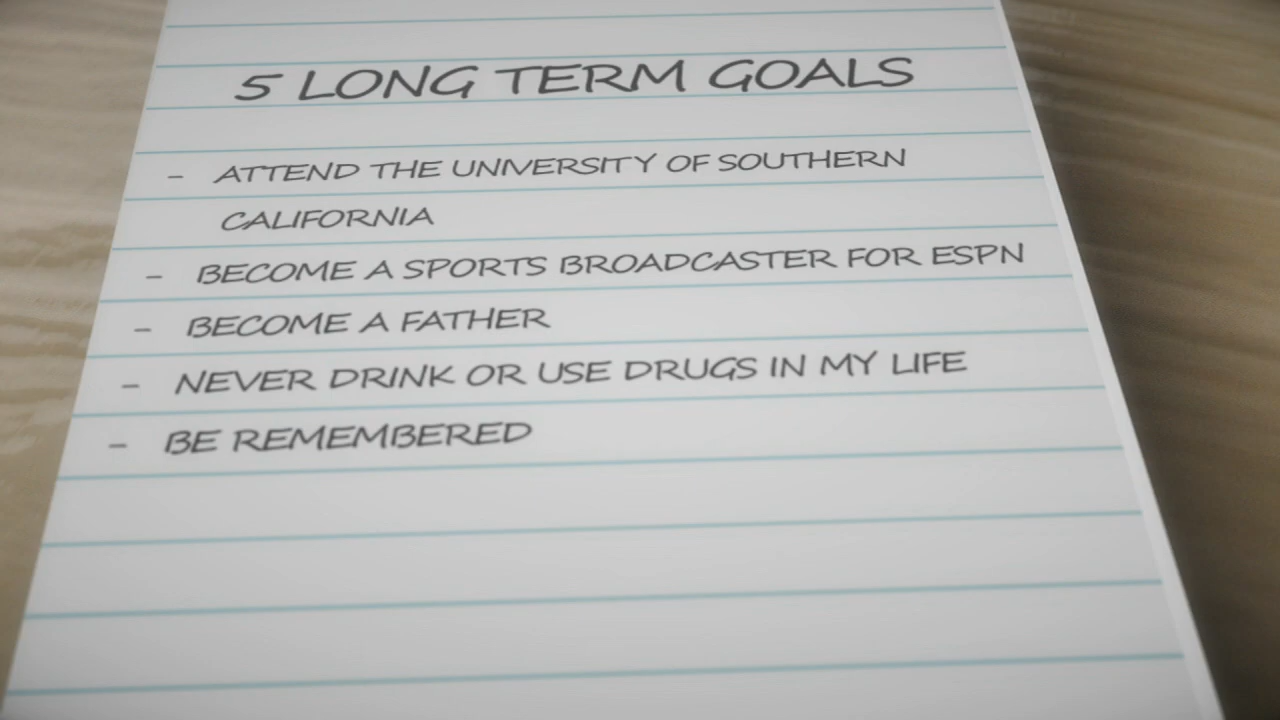 5 LONG TERM GOALS
- ATTEND THE UNIVERSITY OF SOUTHERN
CALIFORNIA
- BECOME A SPORTS BROADCASTER FOR ESPN
- BECOME A FATHER
- NEVER DRINK OR USE DRUGS IN MY LIFE
- BE REMEMBERED